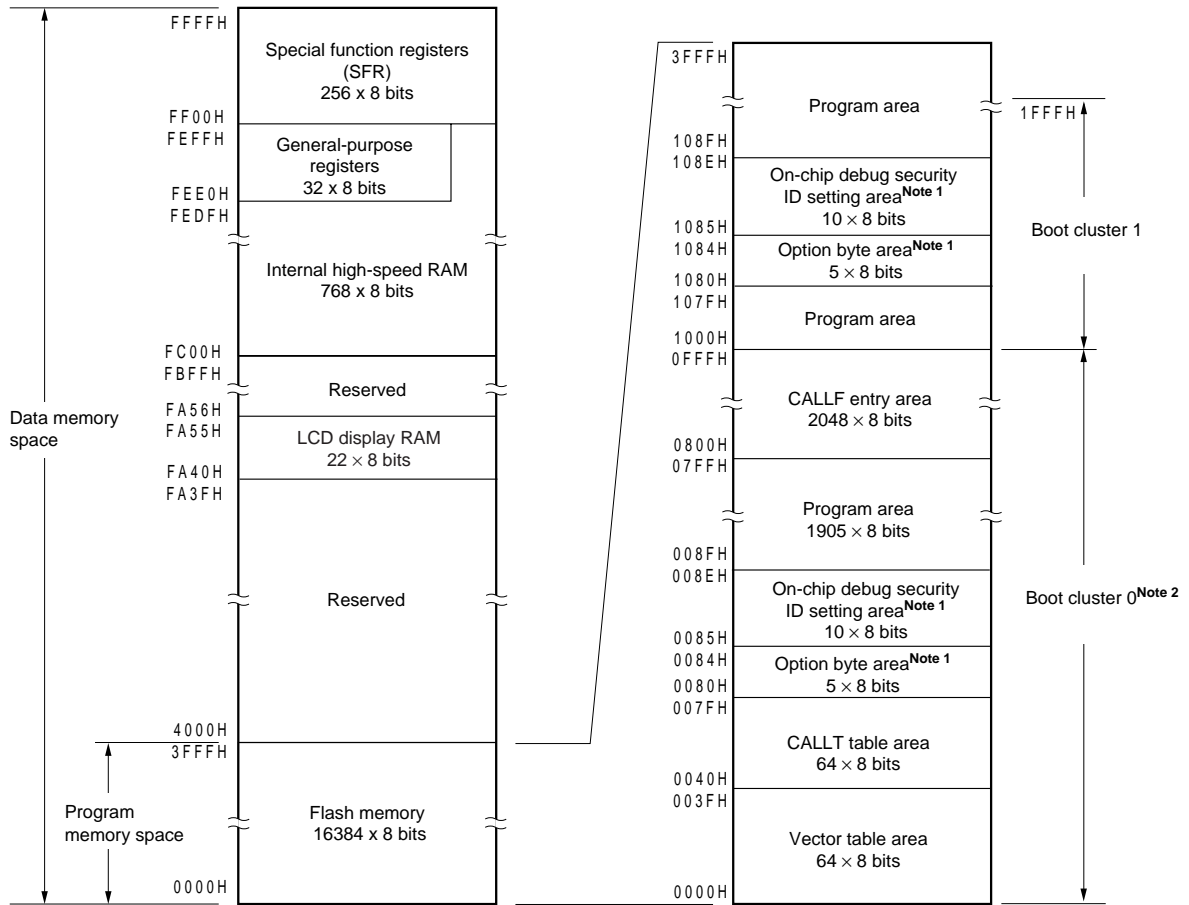 Data memory
space
Program
memory space
FFFFH
Special function registers
(SFR)
256 x 8 bits
FF00H
FEFFH
General-purpose
registers
32 x 8 bits
FEE0H
FEDFH
Internal high-speed RAM
768 x 8 bits
FC00H
FBFFH
Reserved
FA56H
FA55H
LCD display RAM
22 × 8 bits
FA40H
FA3FH
Reserved
4000H
3FFFH
Flash memory
16384 x 8 bits
0000H
3FFFH
Program area
108FH
108EH
On-chip debug security
ID setting areaNote 1
10 × 8 bits
1085H
1084H
Option byte areaNote 1
5 × 8 bits
1080H
107FH
Program area
1000H
0FFFH
CALLF entry area
2048 × 8 bits
0800H
07FFH
Program area
1905 × 8 bits
008FH
008EH
On-chip debug security
ID setting areaNote 1
10 × 8 bits
0085H
0084H
Option byte areaNote 1
5 × 8 bits
0080H
007FH
CALLT table area
64 × 8 bits
0040H
003FH
Vector table area
64 × 8 bits
0000H
1FFFH
Boot cluster 1
Boot cluster 0Note 2